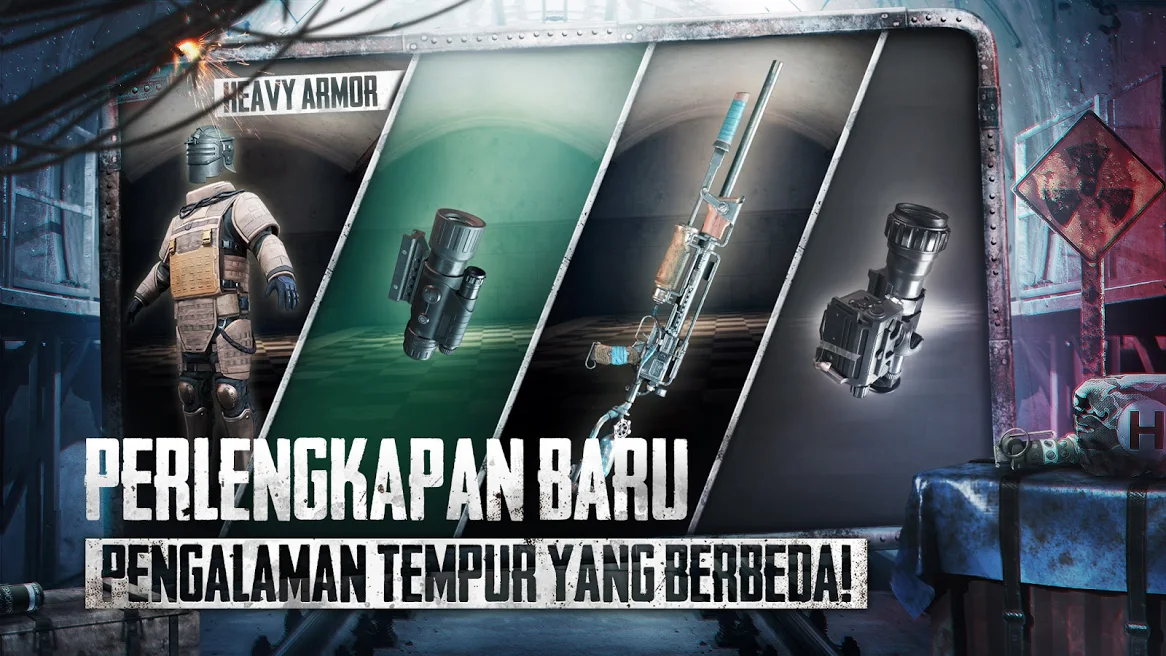 HEAVY ARMOR
H
PERLENGKAPAN BARU
PENGALAMAN TEMPUR YANG BERBEDA!